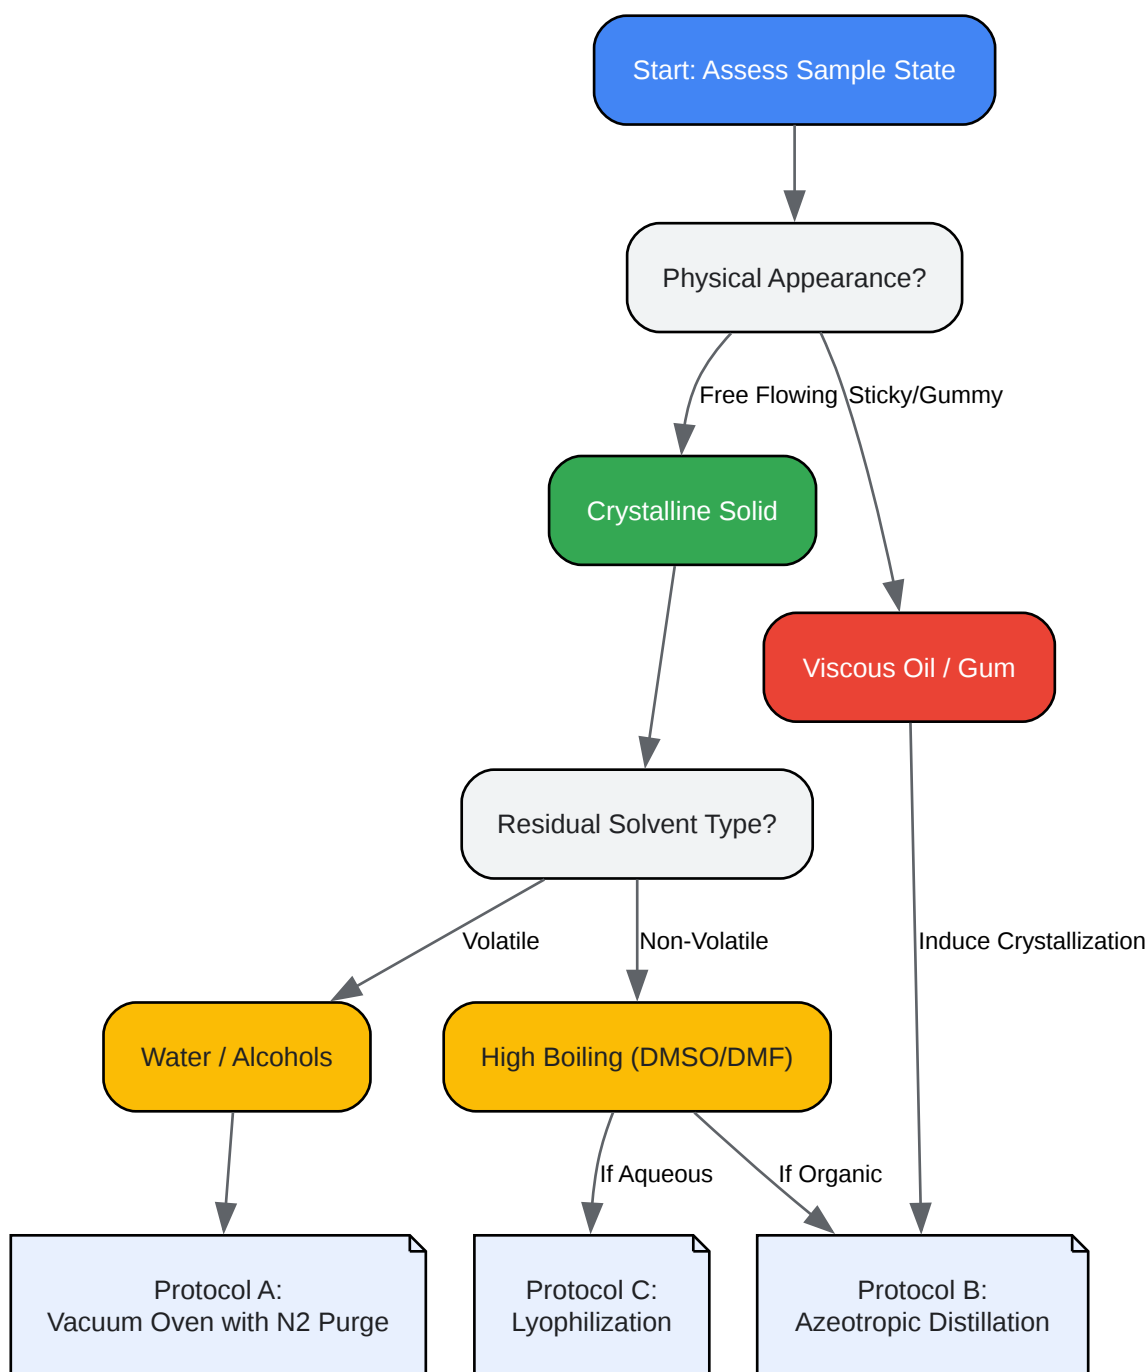 Start: Assess Sample State
Physical Appearance?
Free Flowing
Sticky/Gummy
Crystalline Solid
Viscous Oil / Gum
Residual Solvent Type?
Volatile
Non-Volatile
Induce Crystallization
Water / Alcohols
High Boiling (DMSO/DMF)
If Aqueous
If Organic
Protocol A:
Vacuum Oven with N2 Purge
Protocol C:
Lyophilization
Protocol B:
Azeotropic Distillation